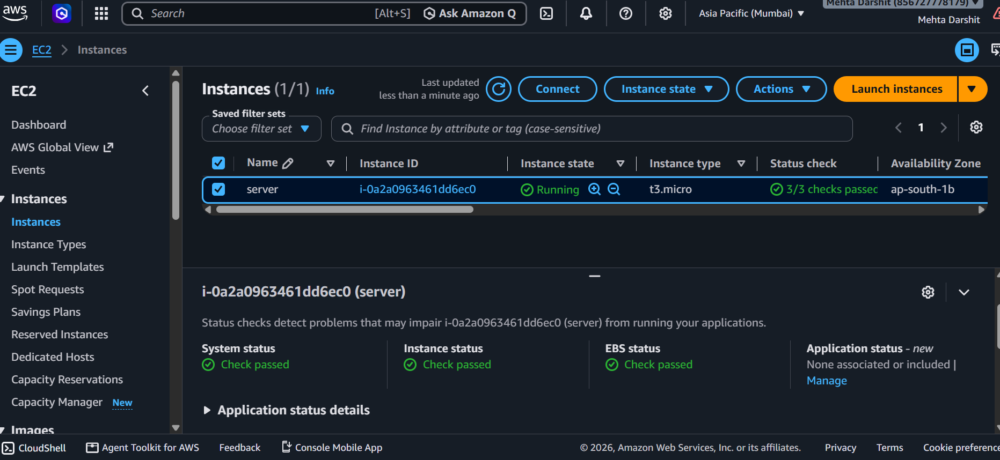 aws
Search [Alt+S] Ask Amazon Q
Asia Pacific (Mumbai)
Mehta Darshit (856727778179)
Mehta Darshit
EC2 Instances
EC2
Dashboard
AWS Global View
Events
Instances
Instances
Instance Types
Launch Templates
Spot Requests
Savings Plans
Reserved Instances
Dedicated Hosts
Capacity Reservations
Capacity Manager New
Images
Instances (1/1) Info
Last updated
less than a minute ago
Connect
Instance state
Actions
Launch instances
Saved filter sets
Choose filter set
Find Instance by attribute or tag (case-sensitive)
1
Name Instance ID Instance state Instance type Status check Availability Zone
server i-0a2a0963461dd6ec0 Running t3.micro 3/3 checks passed ap-south-1b
i-0a2a0963461dd6ec0 (server)
Status checks detect problems that may impair i-0a2a0963461dd6ec0 (server) from running your applications.
System status
Check passed
Instance status
Check passed
EBS status
Check passed
Application status - new
None associated or included |
Manage
Application status details
CloudShell Agent Toolkit for AWS Feedback Console Mobile App © 2026, Amazon Web Services, Inc. or its affiliates. Privacy Terms Cookie preference